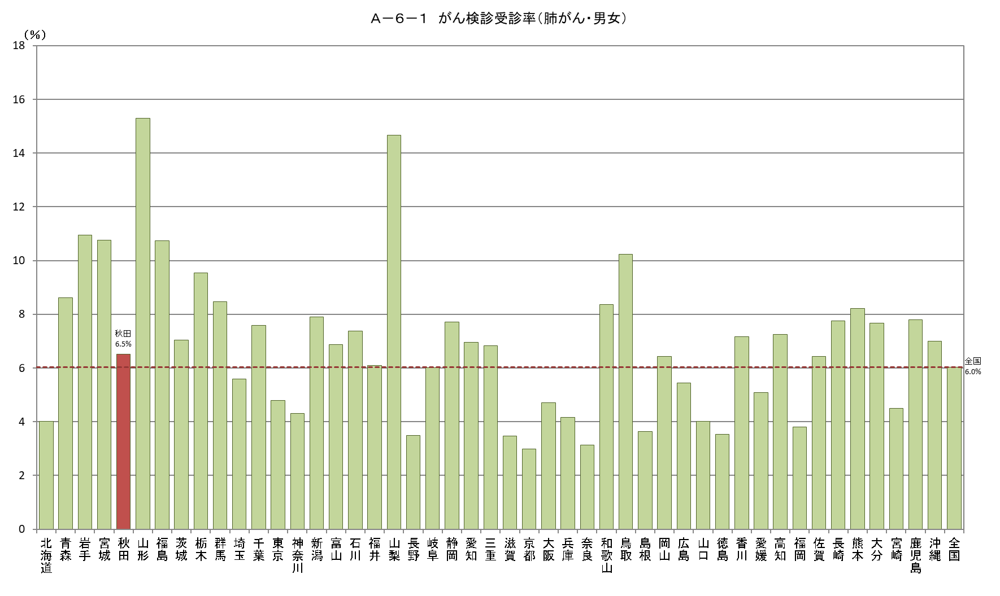 Ａ－６－１　がん検診受診率（肺がん・男女）
（%）
18
16
14
12
10
8
6
4
2
0
秋田
6.5%
全国
6.0%
北海道
青森
岩手
宮城
秋田
山形
福島
茨城
栃木
群馬
埼玉
千葉
東京
神奈川
新潟
富山
石川
福井
山梨
長野
岐阜
静岡
愛知
三重
滋賀
京都
大阪
兵庫
奈良
和歌山
鳥取
島根
岡山
広島
山口
徳島
香川
愛媛
高知
福岡
佐賀
長崎
熊本
大分
宮崎
鹿児島
沖縄
全国